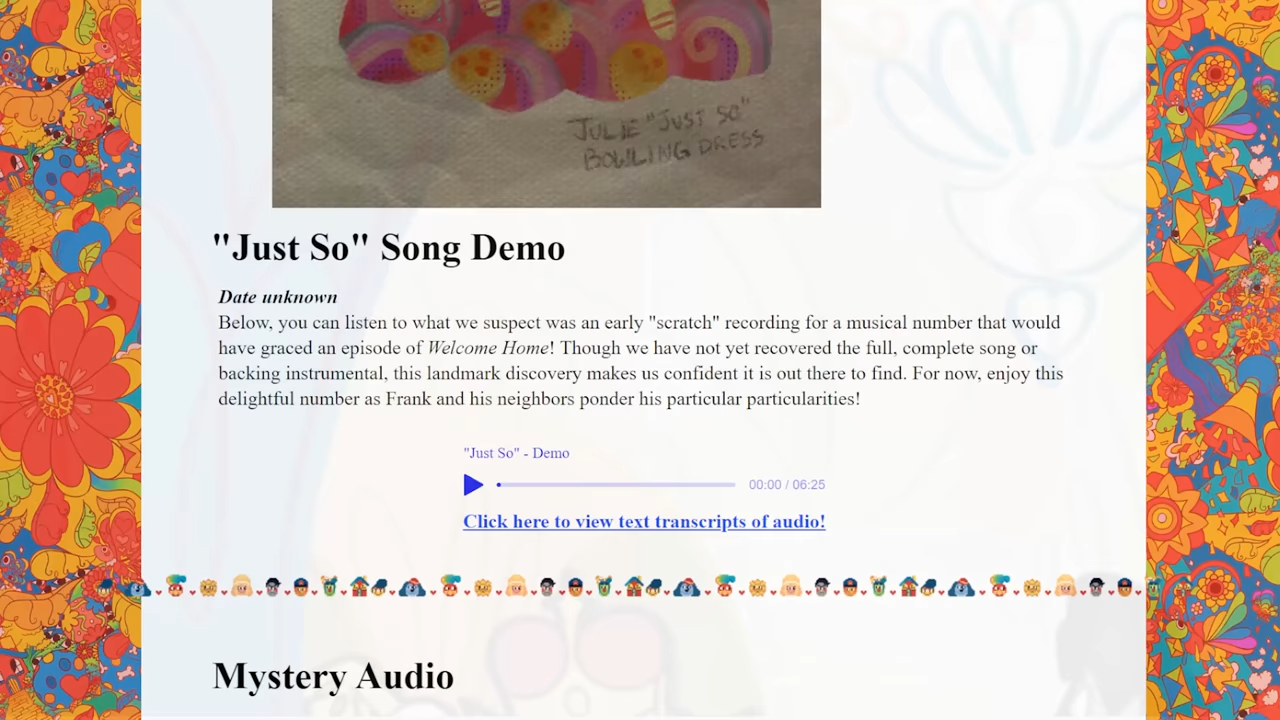 JULIE "JUST SO"
BOWLING DRESS
"Just So" Song Demo
Date unknown
Below, you can listen to what we suspect was an early "scratch" recording for a musical number that would
have graced an episode of Welcome Home! Though we have not yet recovered the full, complete song or
backing instrumental, this landmark discovery makes us confident it is out there to find. For now, enjoy this
delightful number as Frank and his neighbors ponder his particular particularities!
"Just So" - Demo
00:00 / 06:25
Click here to view text transcripts of audio!
Mystery Audio